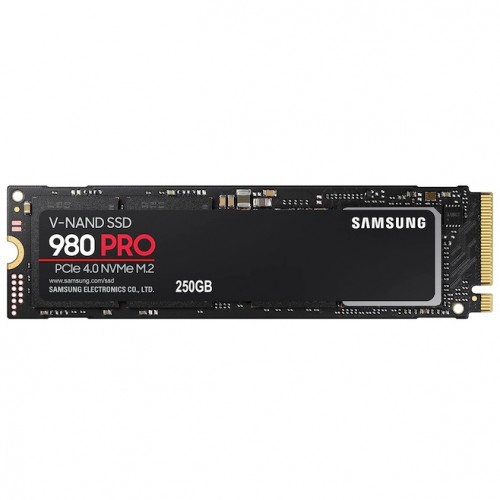 V-NAND SSD
980 PRO
PCIe 4.0 NVMe M.2
www.samsung.com/ssd
SAMSUNG ELECTRONICS CO., LTD.
250GB
SAMSUNG